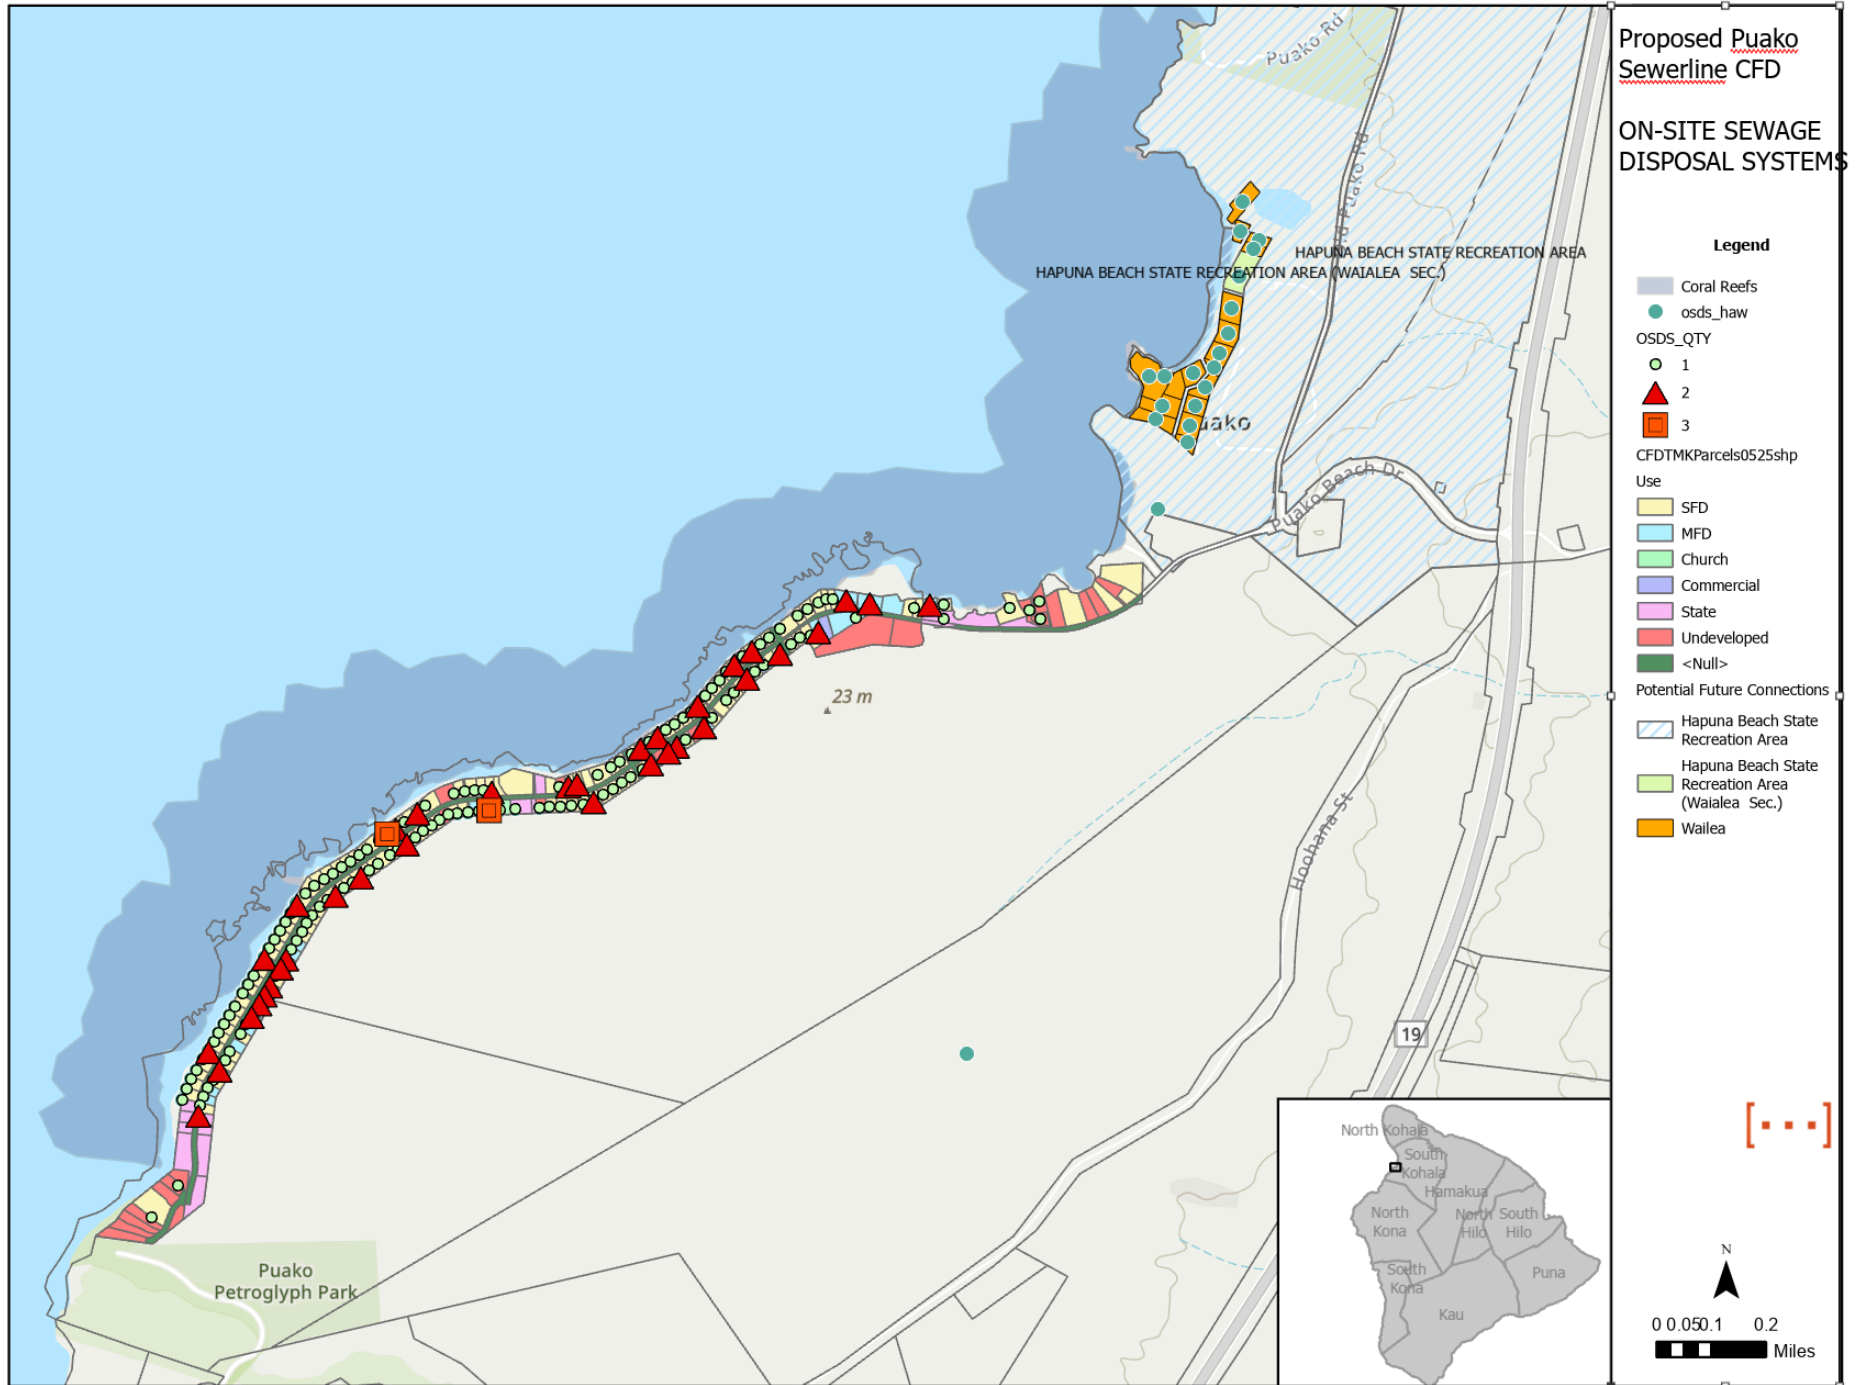 Proposed Puako
Sewerline CFD
ON-SITE SEWAGE
DISPOSAL SYSTEMS
Legend
Coral Reefs
osds_haw
OSDS_QTY
1
2
3
CFDTMKParcels0525shp
Use
SFD
MFD
Church
Commercial
State
Undeveloped
<Null>
Potential Future Connections
Hapuna Beach State
Recreation Area
Hapuna Beach State
Recreation Area
(Waialea Sec.)
Wailea
N
0 0.05 0.1 0.2
Miles
Puako Rd
Puako Rd
HAPUNA BEACH STATE RECREATION AREA
HAPUNA BEACH STATE RECREATION AREA (WAIALEA SEC.)
uako
Puako Beach Dr
23 m
Hoohana St
19
Puako
Petroglyph Park
North Kohala
South
Kohala
Hamakua
North
Kona
North
Hilo
South
Hilo
South
Kona
Puna
Kau